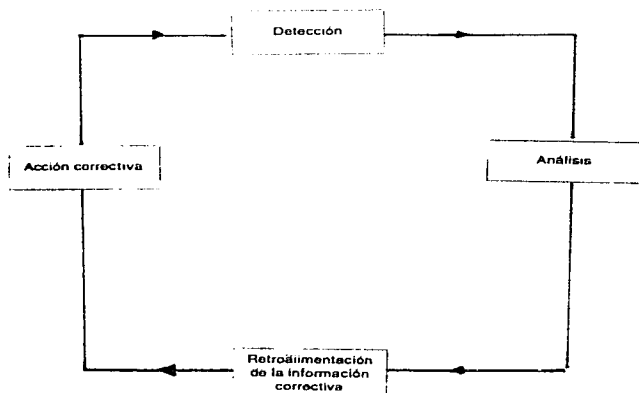 Detección
Acción correctiva
Análisis
Retroalimentación
de la información
correctiva